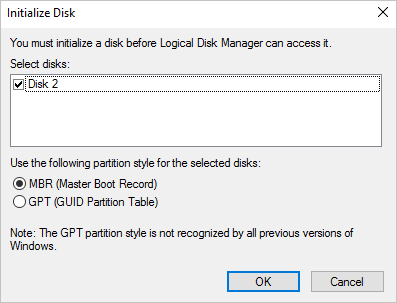 Initialize Disk
You must initialize a disk before Logical Disk Manager can access it.
Select disks:
Disk 2
Use the following partition style for the selected disks:
MBR (Master Boot Record)
GPT (GUID Partition Table)
Note: The GPT partition style is not recognized by all previous versions of
Windows.
OK
Cancel